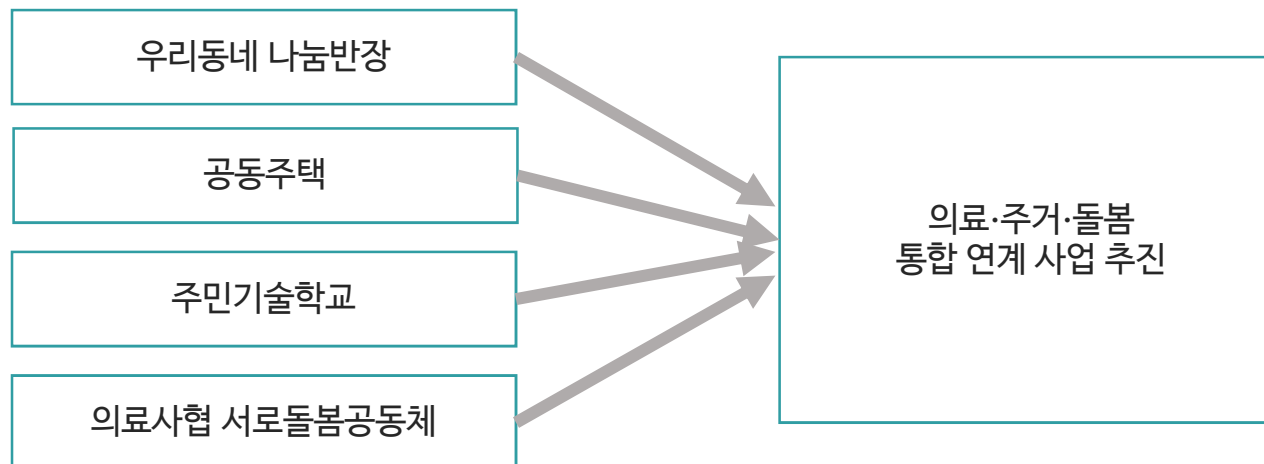 우리동네 나눔반장
공동주택
주민기술학교
의료사협 서로돌봄공동체
의료·주거·돌봄
통합 연계 사업 추진